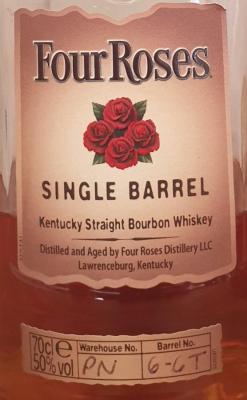 Four Roses
SINGLE BARREL
Kentucky Straight Bourbon Whiskey
Distilled and Aged by Four Roses Distillery LLC
Lawrenceburg, Kentucky
70cl e
50% vol
Warehouse No.
PN
Barrel No.
6-6T